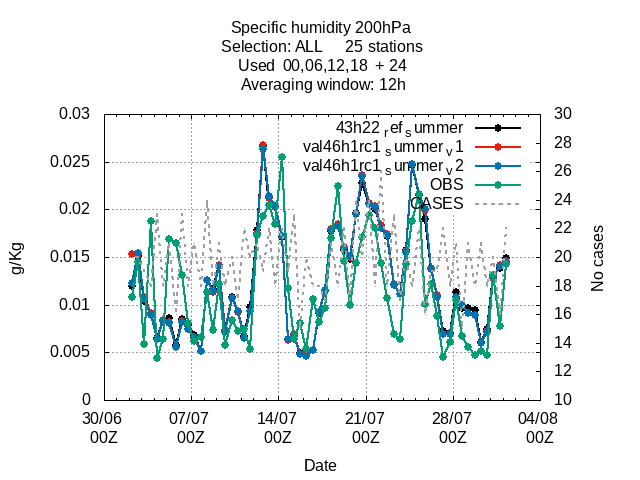 Specific humidity 200hPa
Selection: ALL 25 stations
Used 00,06,12,18 + 24
Averaging window: 12h
0.03
0.025
0.02
0.015
0.01
0.005
0
g/Kg
30
28
26
24
22
20
18
16
14
12
10
No cases
43h22 ref summer
val46h1rc1 summer v1
val46h1rc1 summer v2
OBS
CASES
30/06 07/07 14/07 21/07 28/07 04/08
00Z 00Z 00Z 00Z 00Z 00Z
Date